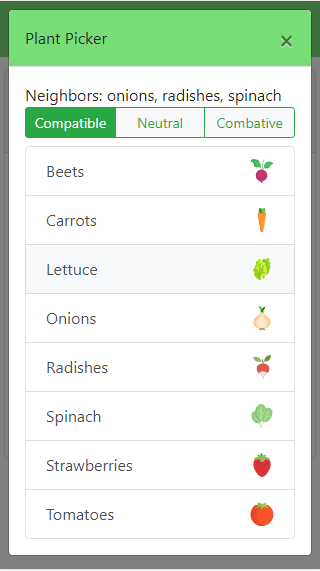 Plant Picker ×
Neighbors: onions, radishes, spinach
Compatible Neutral Combative
Beets
Carrots
Lettuce
Onions
Radishes
Spinach
Strawberries
Tomatoes